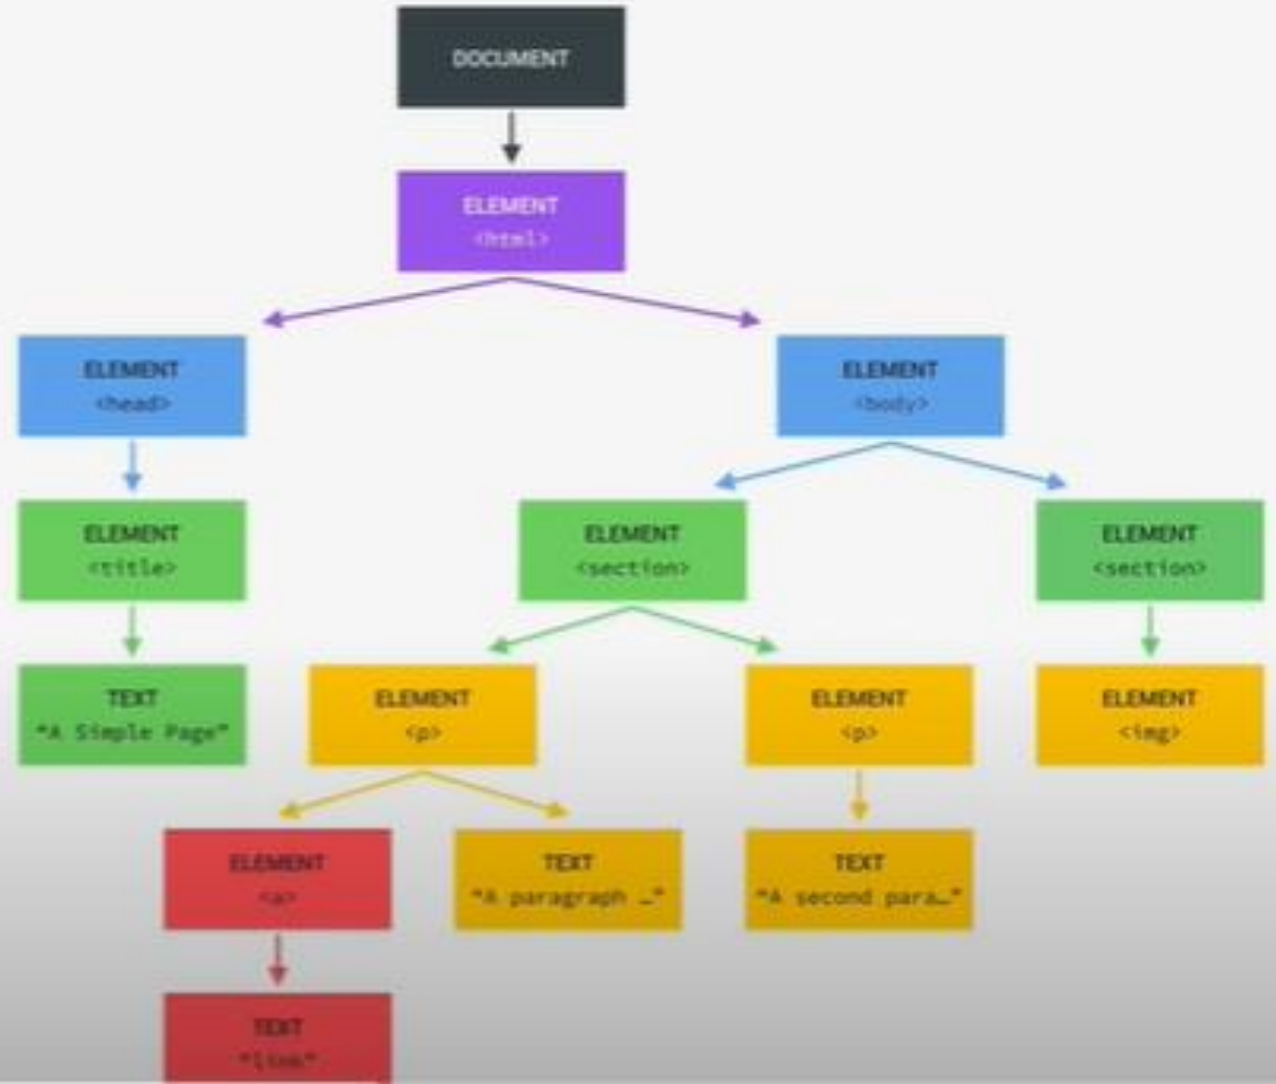 DOCUMENT
ELEMENT
<html>
ELEMENT
<head>
ELEMENT
<body>
ELEMENT
<title>
ELEMENT
<section>
ELEMENT
<section>
TEXT
"A Simple Page"
ELEMENT
<p>
ELEMENT
<p>
ELEMENT
<img>
ELEMENT
<a>
TEXT
"A paragraph …"
TEXT
"A second para…"
TEXT
"link"